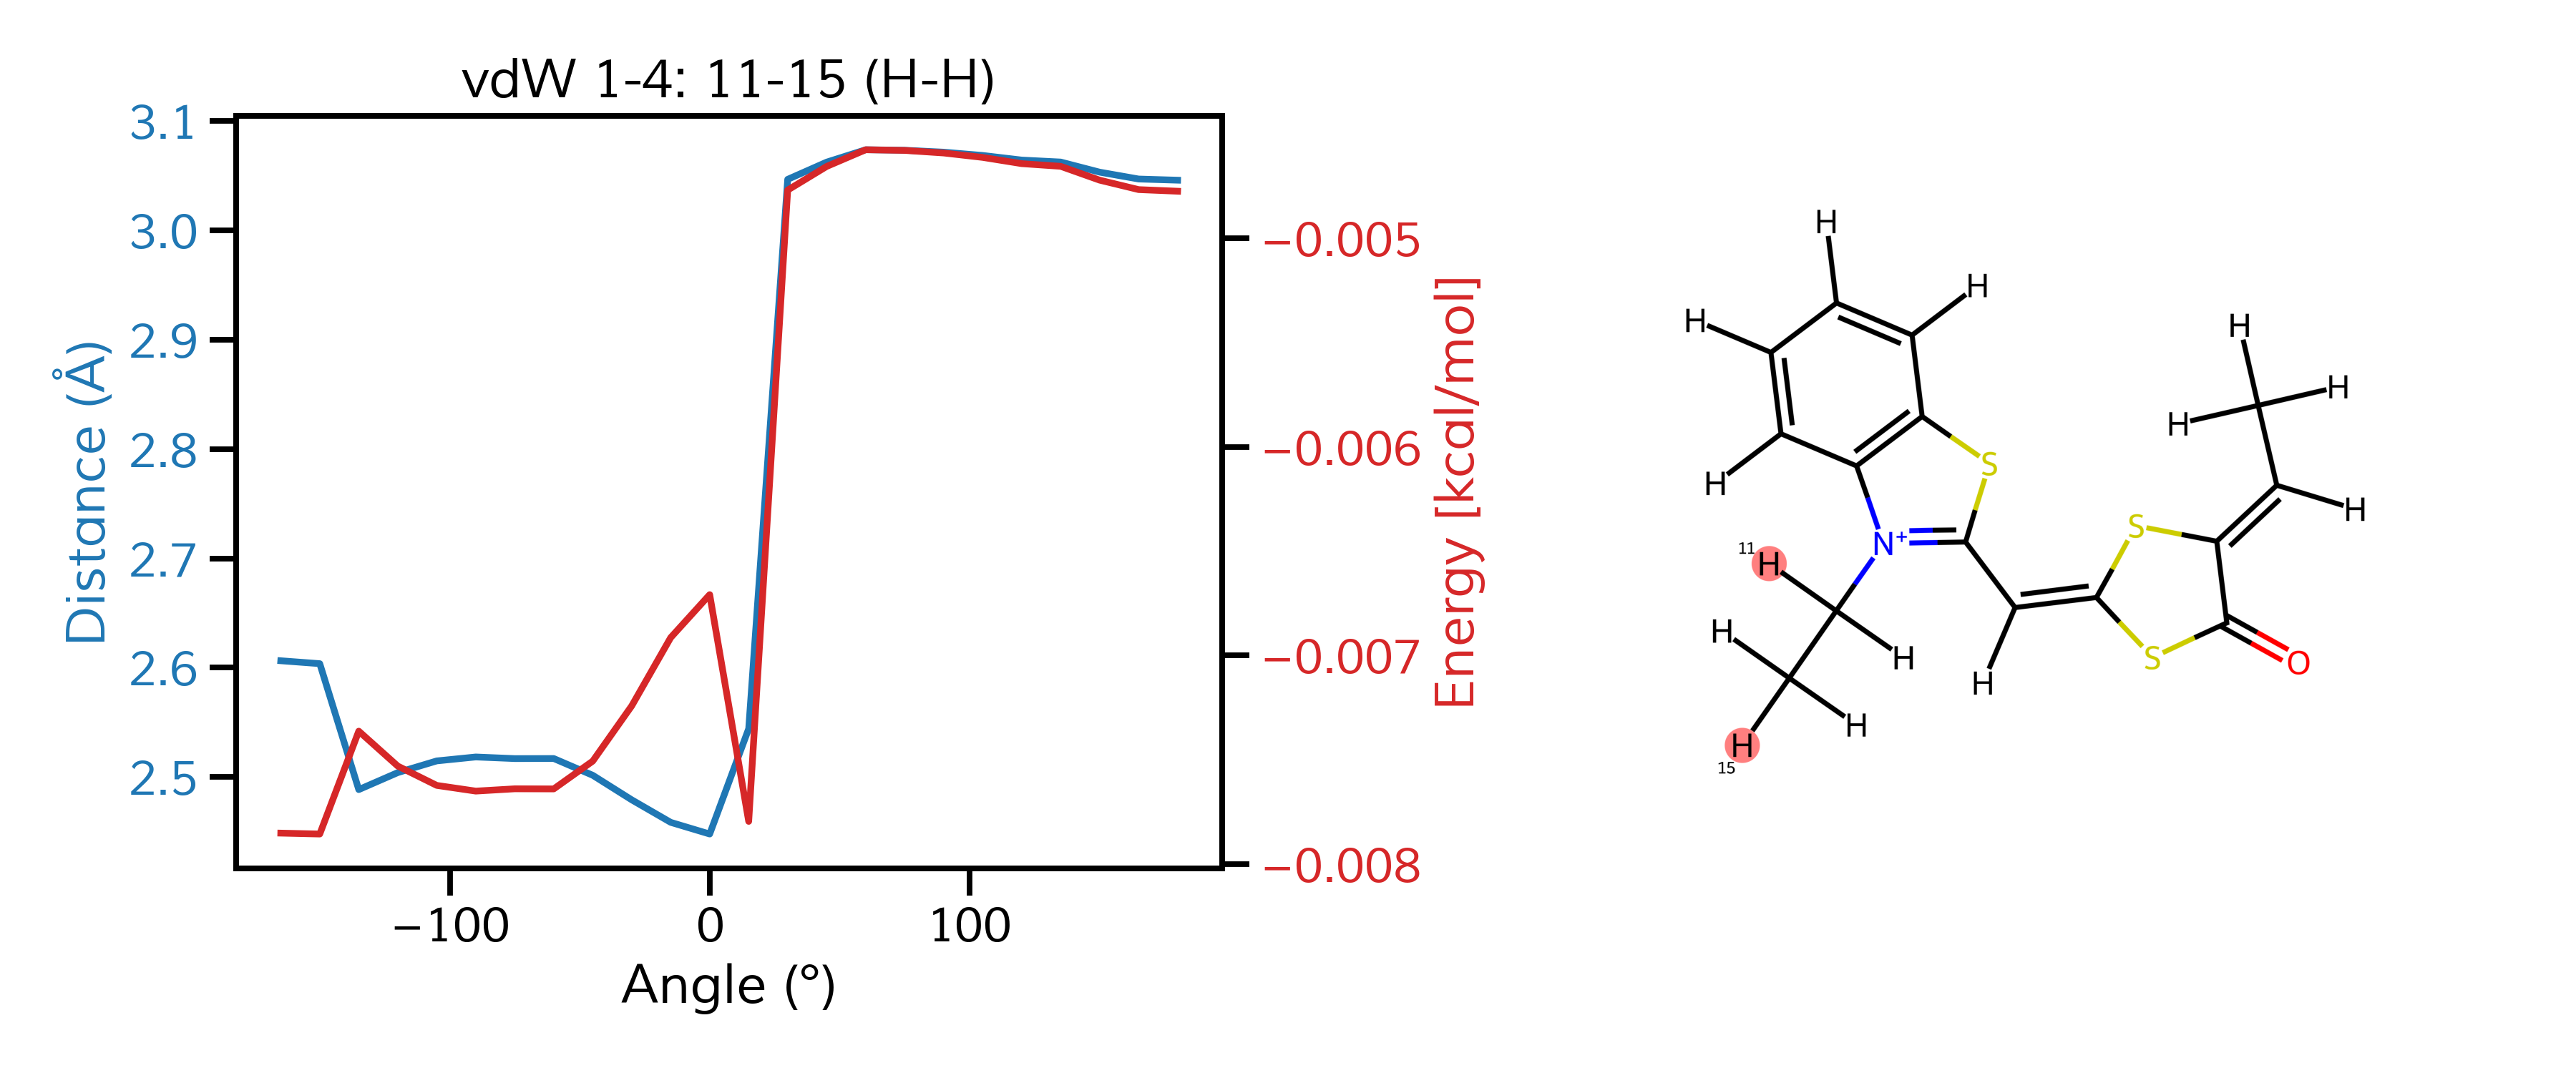 vdW 1-4: 11-15 (H-H)
3.1
3.0
2.9
2.8
2.7
2.6
2.5
Distance (Å)
−0.005
−0.006
−0.007
−0.008
Energy [kcal/mol]
−100
0
100
Angle (°)
H
H
H
H
H
H
S
H
H
S
H
N⁺
11
H
H
H
S
O
H
H
H
15